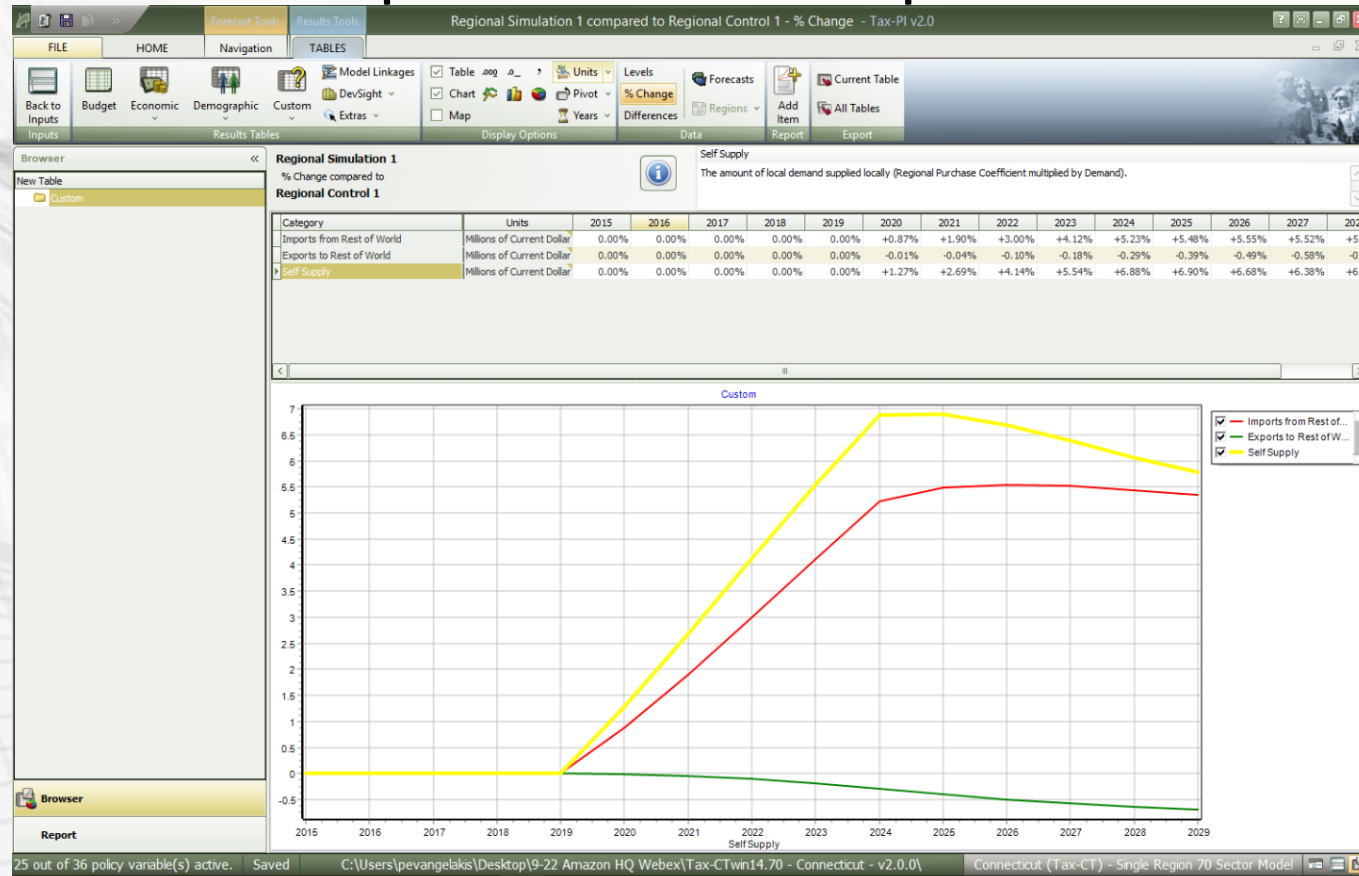 Regional Simulation 1 compared to Regional Control 1 - % Change - Tax-PI v2.0
Forecast Tools Results Tools
FILE HOME Navigation TABLES
Back to Inputs
Budget
Economic
Demographic
Custom
Model Linkages
DevSight
Extras
Table .000 .0_ , Units
Chart Pivot
Map Years
Levels
% Change
Differences
Forecasts
Regions
Add Item
Current Table
All Tables
Inputs Results Tables Display Options Data Report Export
Browser «
New Table
Custom
Regional Simulation 1
% Change compared to
Regional Control 1
Self Supply
The amount of local demand supplied locally (Regional Purchase Coefficient multiplied by Demand).
Category Units 2015 2016 2017 2018 2019 2020 2021 2022 2023 2024 2025 2026 2027
Imports from Rest of World Millions of Current Dollar 0.00% 0.00% 0.00% 0.00% 0.00% +0.87% +1.90% +3.00% +4.12% +5.23% +5.48% +5.55% +5.52% +5
Exports to Rest of World Millions of Current Dollar 0.00% 0.00% 0.00% 0.00% 0.00% -0.01% -0.04% -0.10% -0.18% -0.29% -0.39% -0.49% -0.58% -0
Self Supply Millions of Current Dollar 0.00% 0.00% 0.00% 0.00% 0.00% +1.27% +2.69% +4.14% +5.54% +6.88% +6.90% +6.68% +6.38% +6
Custom
7
6.5
6
5.5
5
4.5
4
3.5
3
2.5
2
1.5
1
0.5
0
-0.5
2015 2016 2017 2018 2019 2020 2021 2022 2023 2024 2025 2026 2027 2028 2029
Self Supply
Imports from Rest of...
Exports to Rest of W...
Self Supply
Browser
Report
25 out of 36 policy variable(s) active. Saved C:\Users\pevangelakis\Desktop\9-22 Amazon HQ Webex\Tax-CTwin14.70 - Connecticut - v2.0.0\ Connecticut (Tax-CT) - Single Region 70 Sector Model